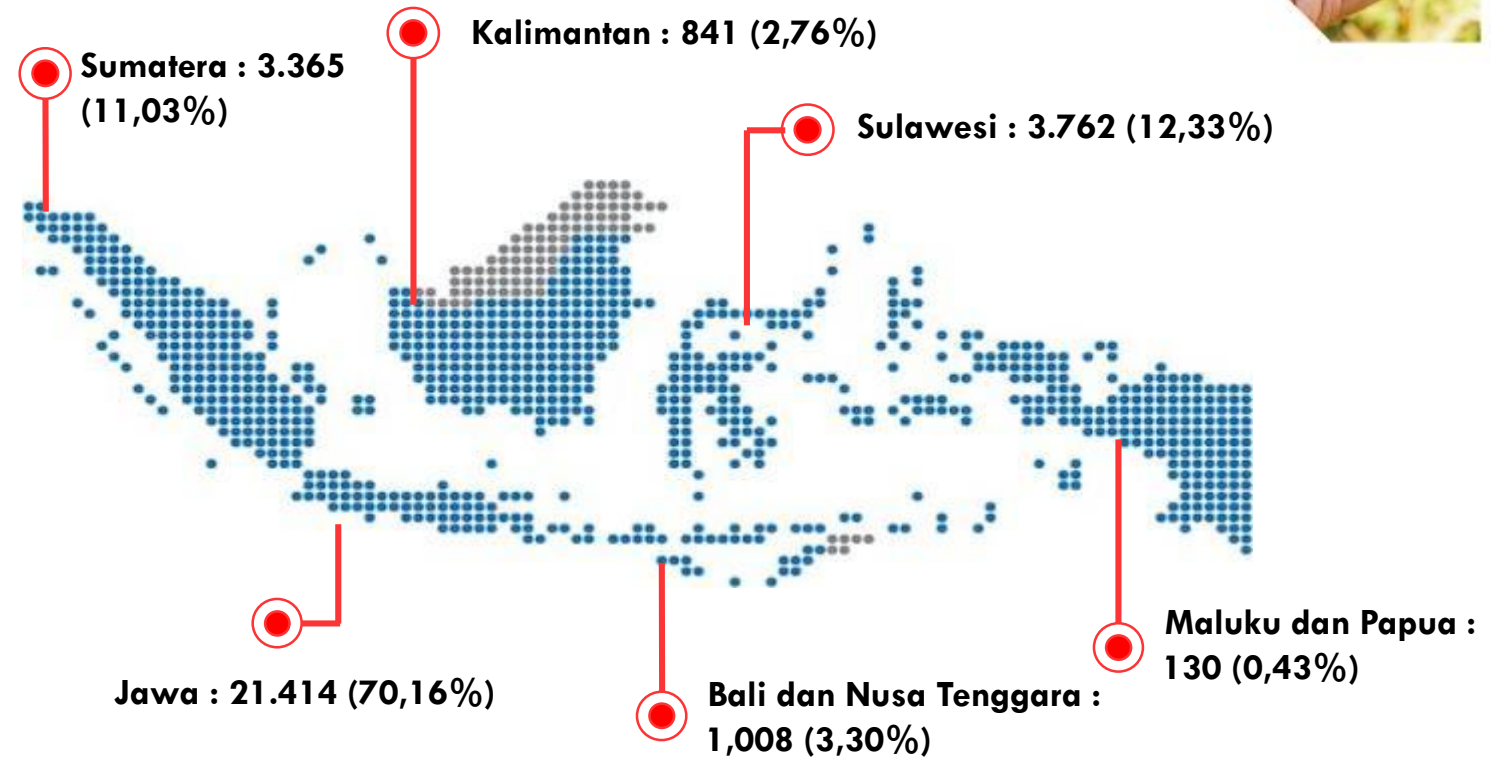 Kalimantan : 841 (2,76%)
Sumatera : 3.365
(11,03%)
Sulawesi : 3.762 (12,33%)
Maluku dan Papua :
130 (0,43%)
Jawa : 21.414 (70,16%)
Bali dan Nusa Tenggara :
1,008 (3,30%)